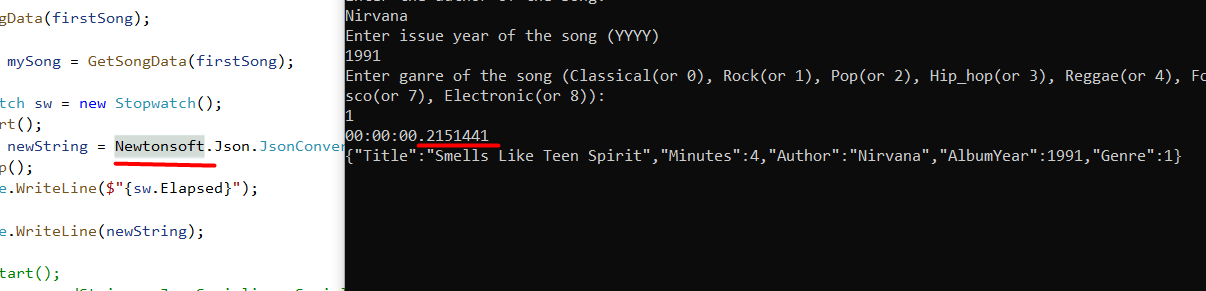 gData(firstSong);
mySong = GetSongData(firstSong);
tch sw = new Stopwatch();
rt();
newString = Newtonsoft.Json.JsonConver
p();
e.WriteLine($"{sw.Elapsed}");
e.WriteLine(newString);
tart();
Nirvana
Enter issue year of the song (YYYY)
1991
Enter ganre of the song (Classical(or 0), Rock(or 1), Pop(or 2), Hip_hop(or 3), Reggae(or 4), Fo
sco(or 7), Electronic(or 8)):
1
00:00:00.2151441
{"Title":"Smells Like Teen Spirit","Minutes":4,"Author":"Nirvana","AlbumYear":1991,"Genre":1}